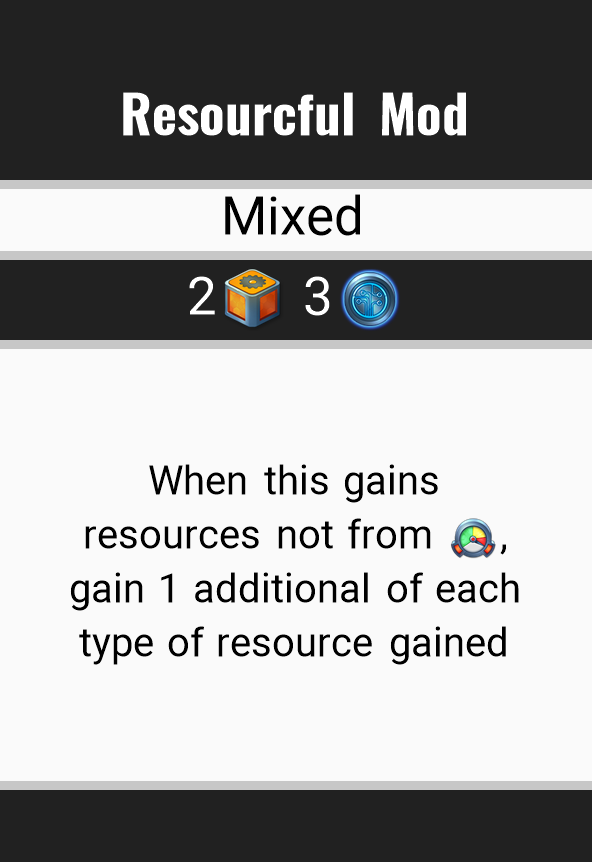 Resourcful Mod
Mixed
2 3
When this gains
resources not from ,
gain 1 additional of each
type of resource gained